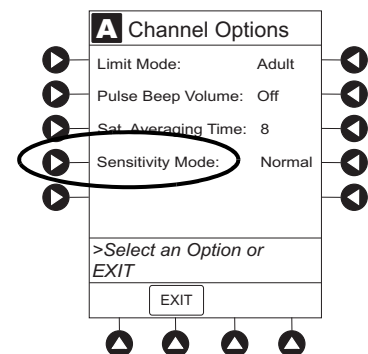 A Channel Options
Limit Mode: Adult
Pulse Beep Volume: Off
Sat. Averaging Time: 8
Sensitivity Mode: Normal
>Select an Option or
EXIT
EXIT